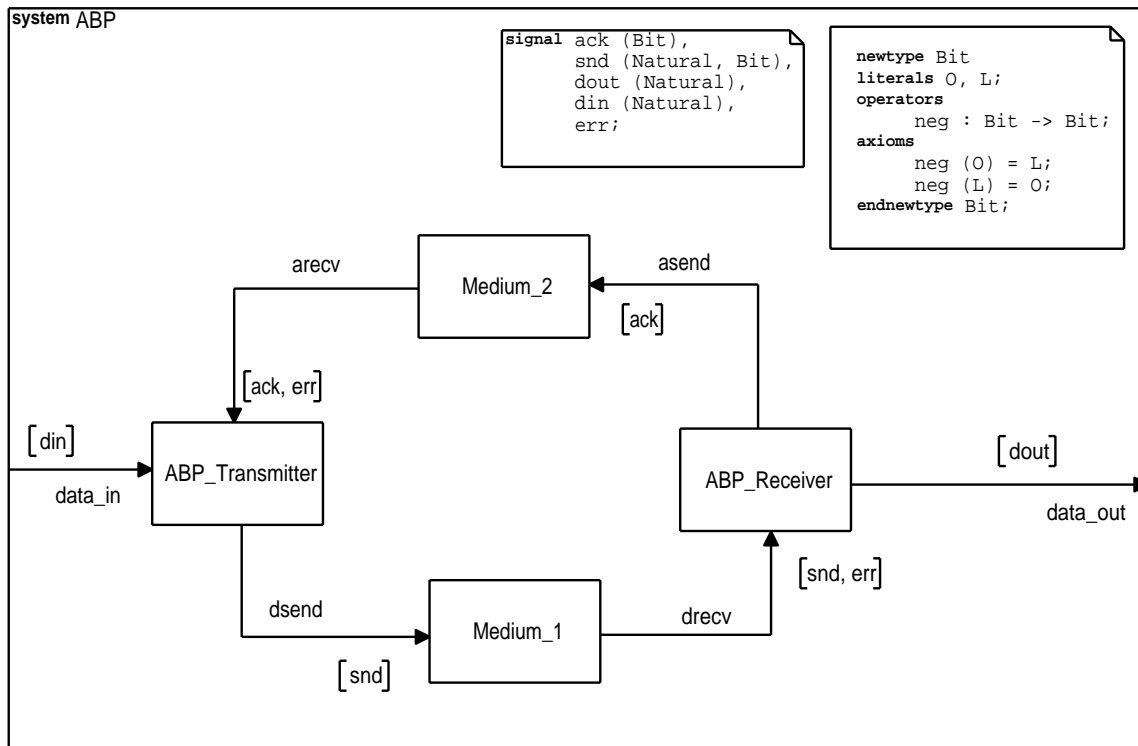 system ABP
signal ack (Bit),
snd (Natural, Bit),
dout (Natural),
din (Natural),
err;
newtype Bit
literals O, L;
operators
neg : Bit -> Bit;
axioms
neg (O) = L;
neg (L) = O;
endnewtype Bit;
arecv
Medium_2
asend
[ack]
[ack, err]
[din]
data_in
ABP_Transmitter
ABP_Receiver
[dout]
data_out
[snd, err]
dsend
Medium_1
drecv
[snd]